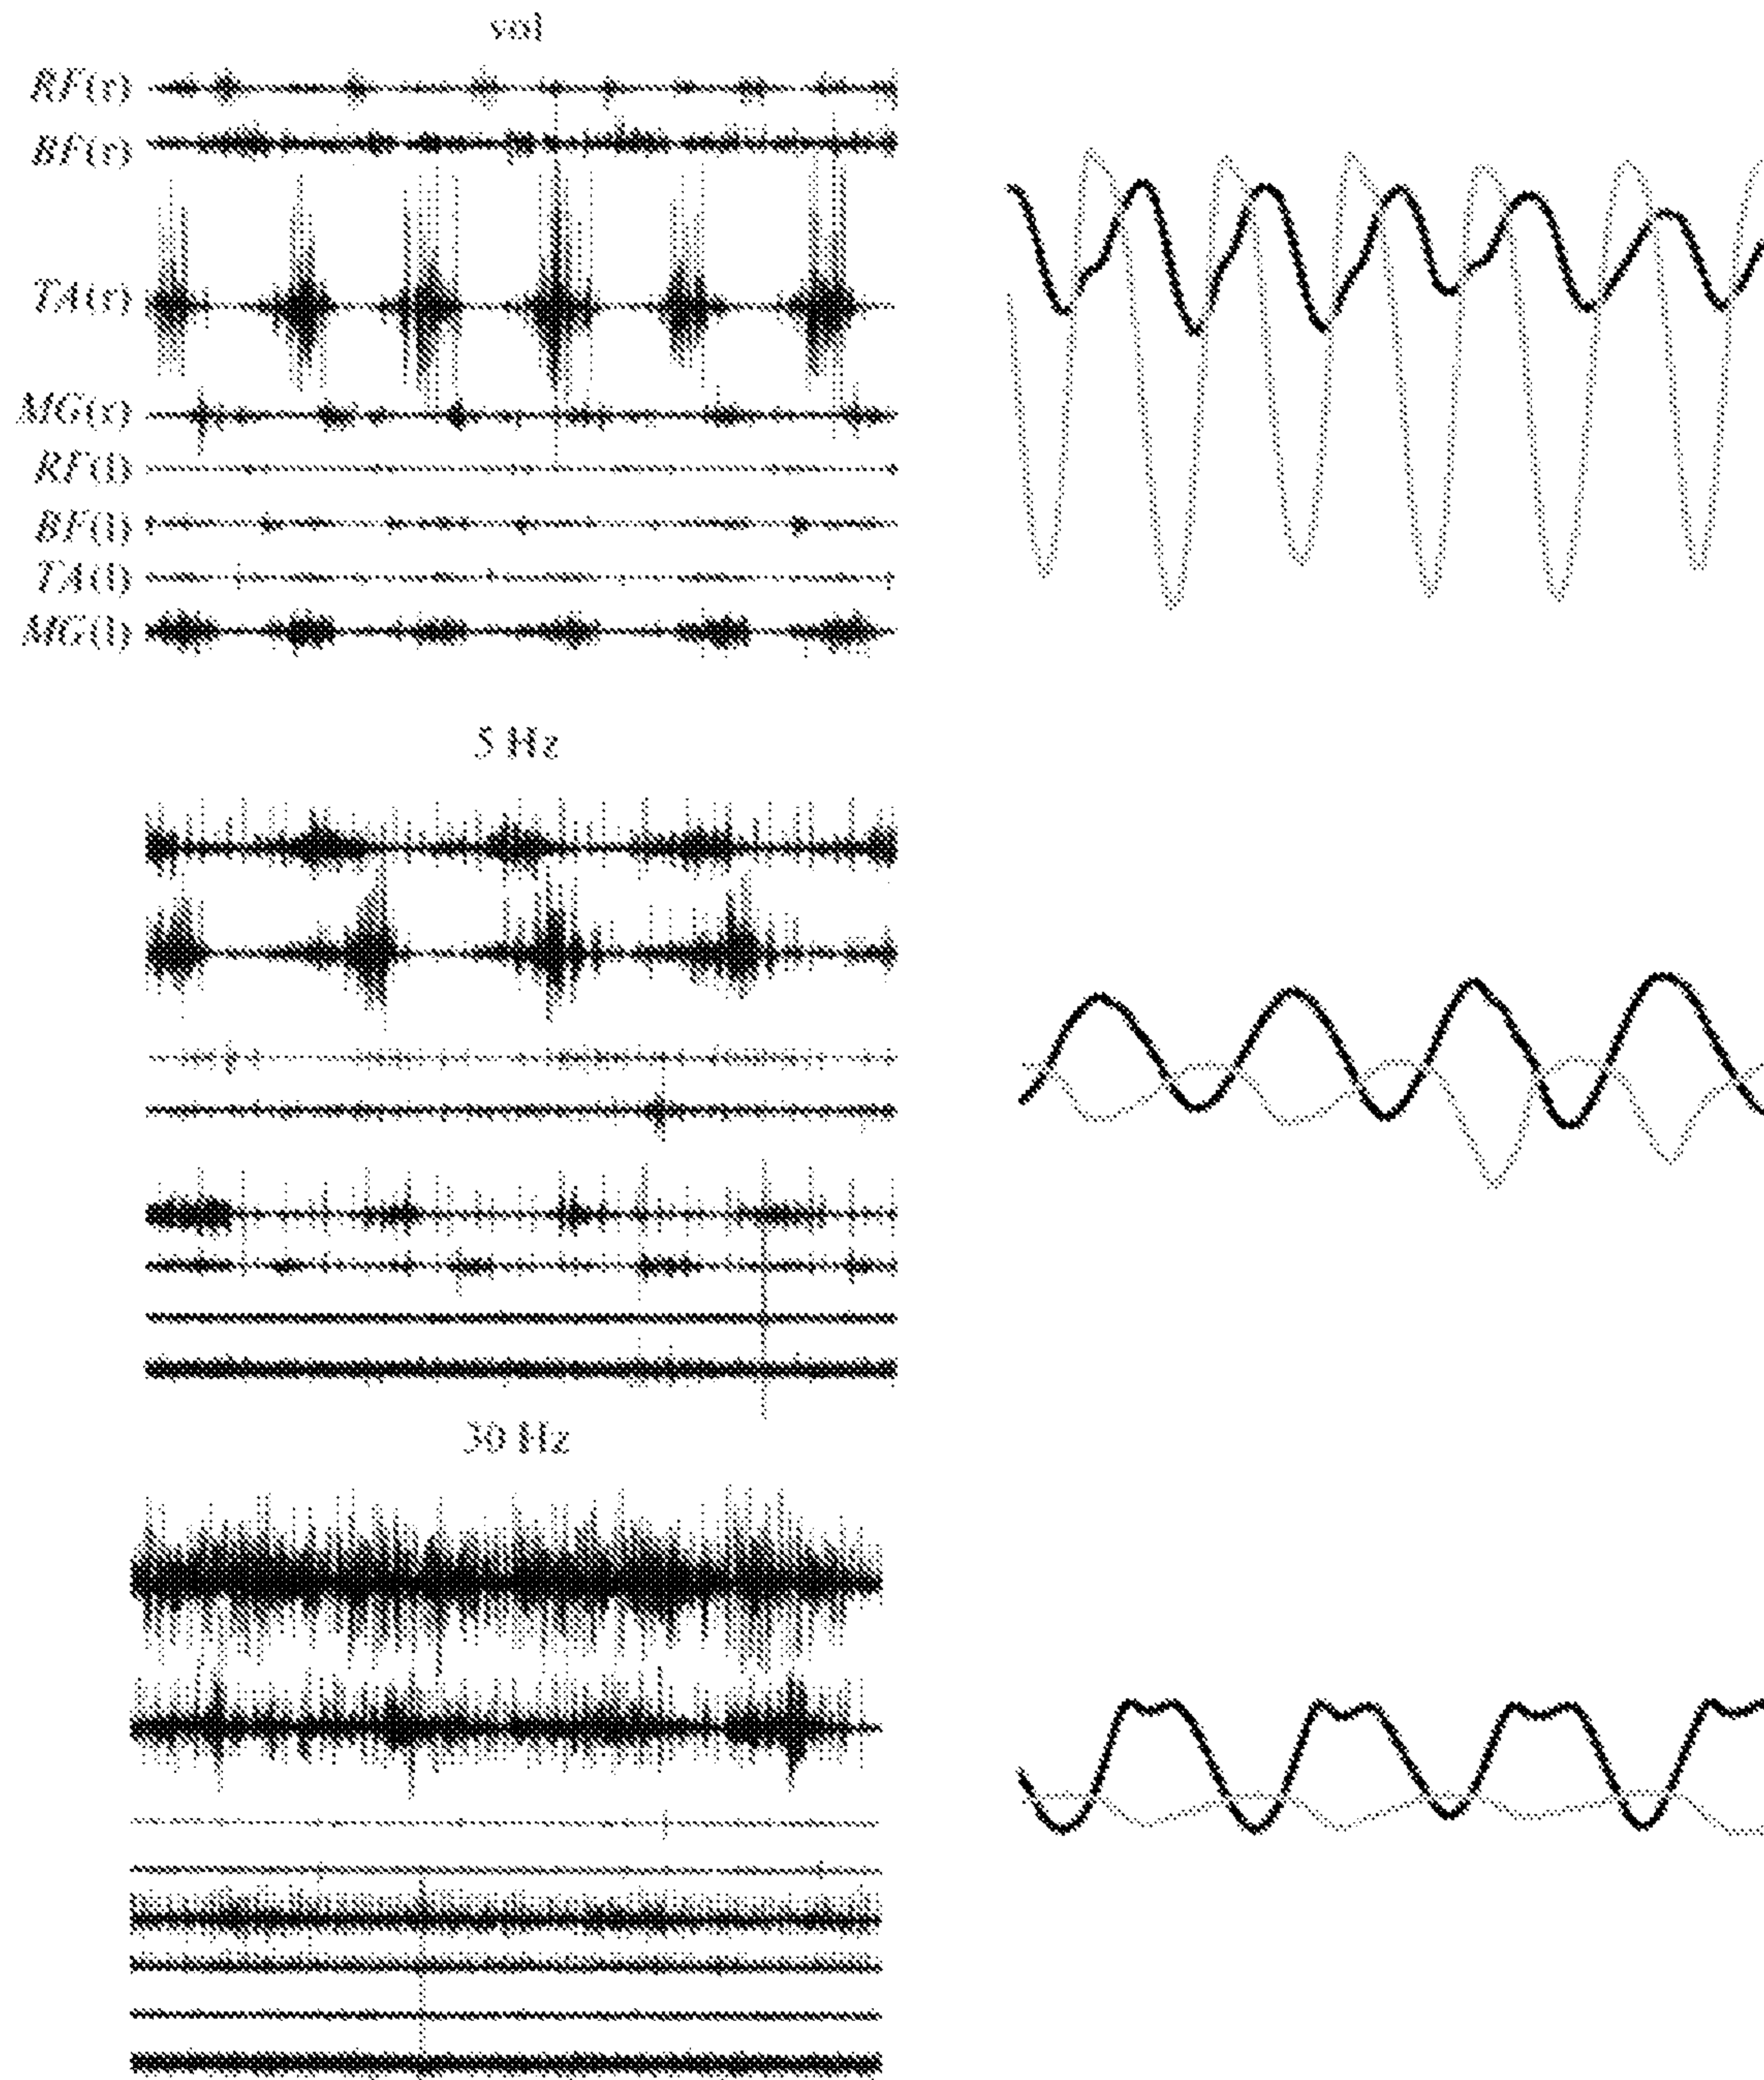 vol
RF(r)
BF(r)
TA(r)
MG(r)
RF(l)
BF(l)
TA(l)
MG(l)
5 Hz
30 Hz